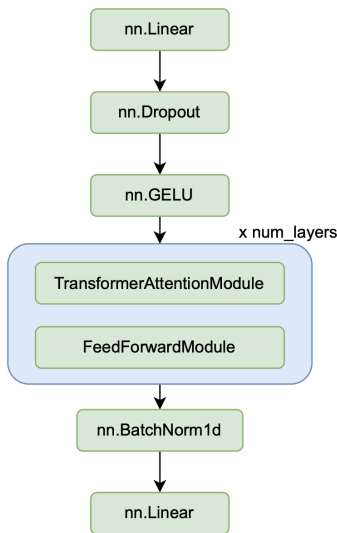 nn.Linear
nn.Dropout
nn.GELU
x num_layers
TransformerAttentionModule
FeedForwardModule
nn.BatchNorm1d
nn.Linear